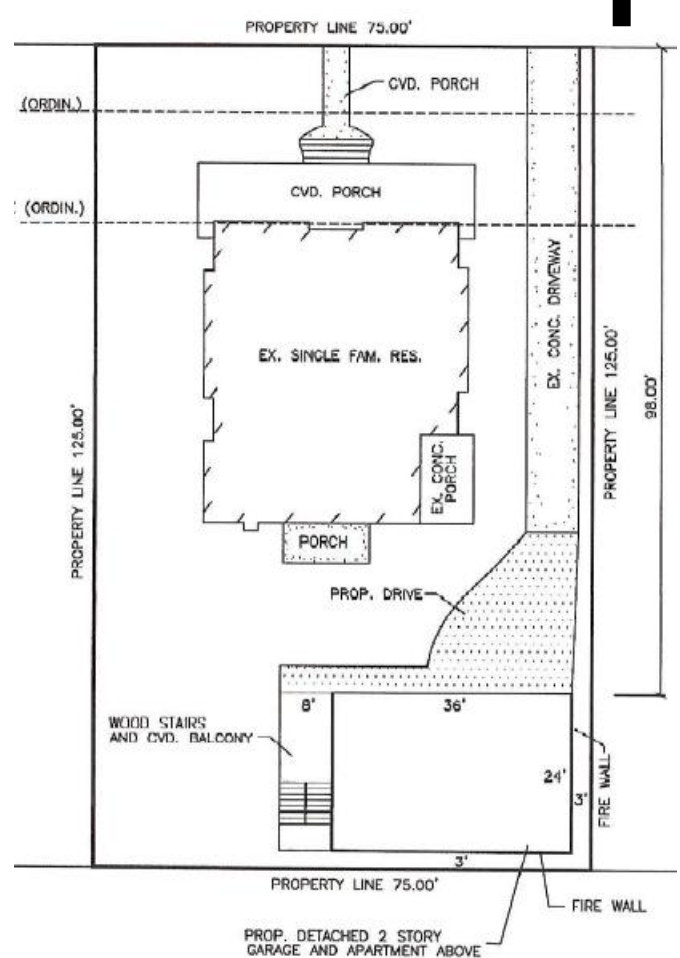 PROPERTY LINE 75.00'
CVD. PORCH
(ORDIN.)
CVD. PORCH
(ORDIN.)
EX. SINGLE FAM. RES.
EX. CONC. DRIVEWAY
PROPERTY LINE 125.00'
98.00'
PROPERTY LINE 125.00'
EX. CONC.
PORCH
PORCH
PROP. DRIVE
8'
36'
WOOD STAIRS
AND CVD. BALCONY
24'
3'
FIRE WALL
3'
PROPERTY LINE 75.00'
FIRE WALL
PROP. DETACHED 2 STORY
GARAGE AND APARTMENT ABOVE